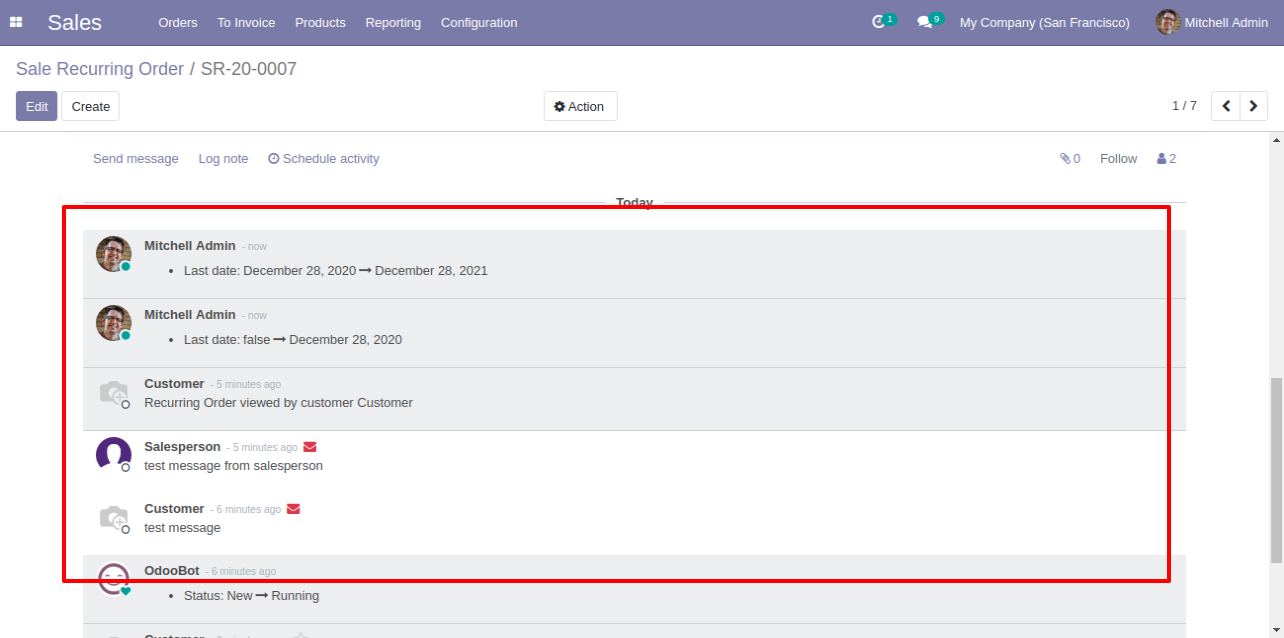 Sales Orders To Invoice Products Reporting Configuration 1 9 My Company (San Francisco) Mitchell Admin
Sale Recurring Order / SR-20-0007
Edit Create Action 1 / 7
Send message Log note Schedule activity 0 Follow 2
Today
Mitchell Admin - now
• Last date: December 28, 2020 → December 28, 2021
Mitchell Admin - now
• Last date: false → December 28, 2020
Customer - 5 minutes ago
Recurring Order viewed by customer Customer
Salesperson - 5 minutes ago
test message from salesperson
Customer - 6 minutes ago
test message
OdooBot - 6 minutes ago
• Status: New → Running
Customer